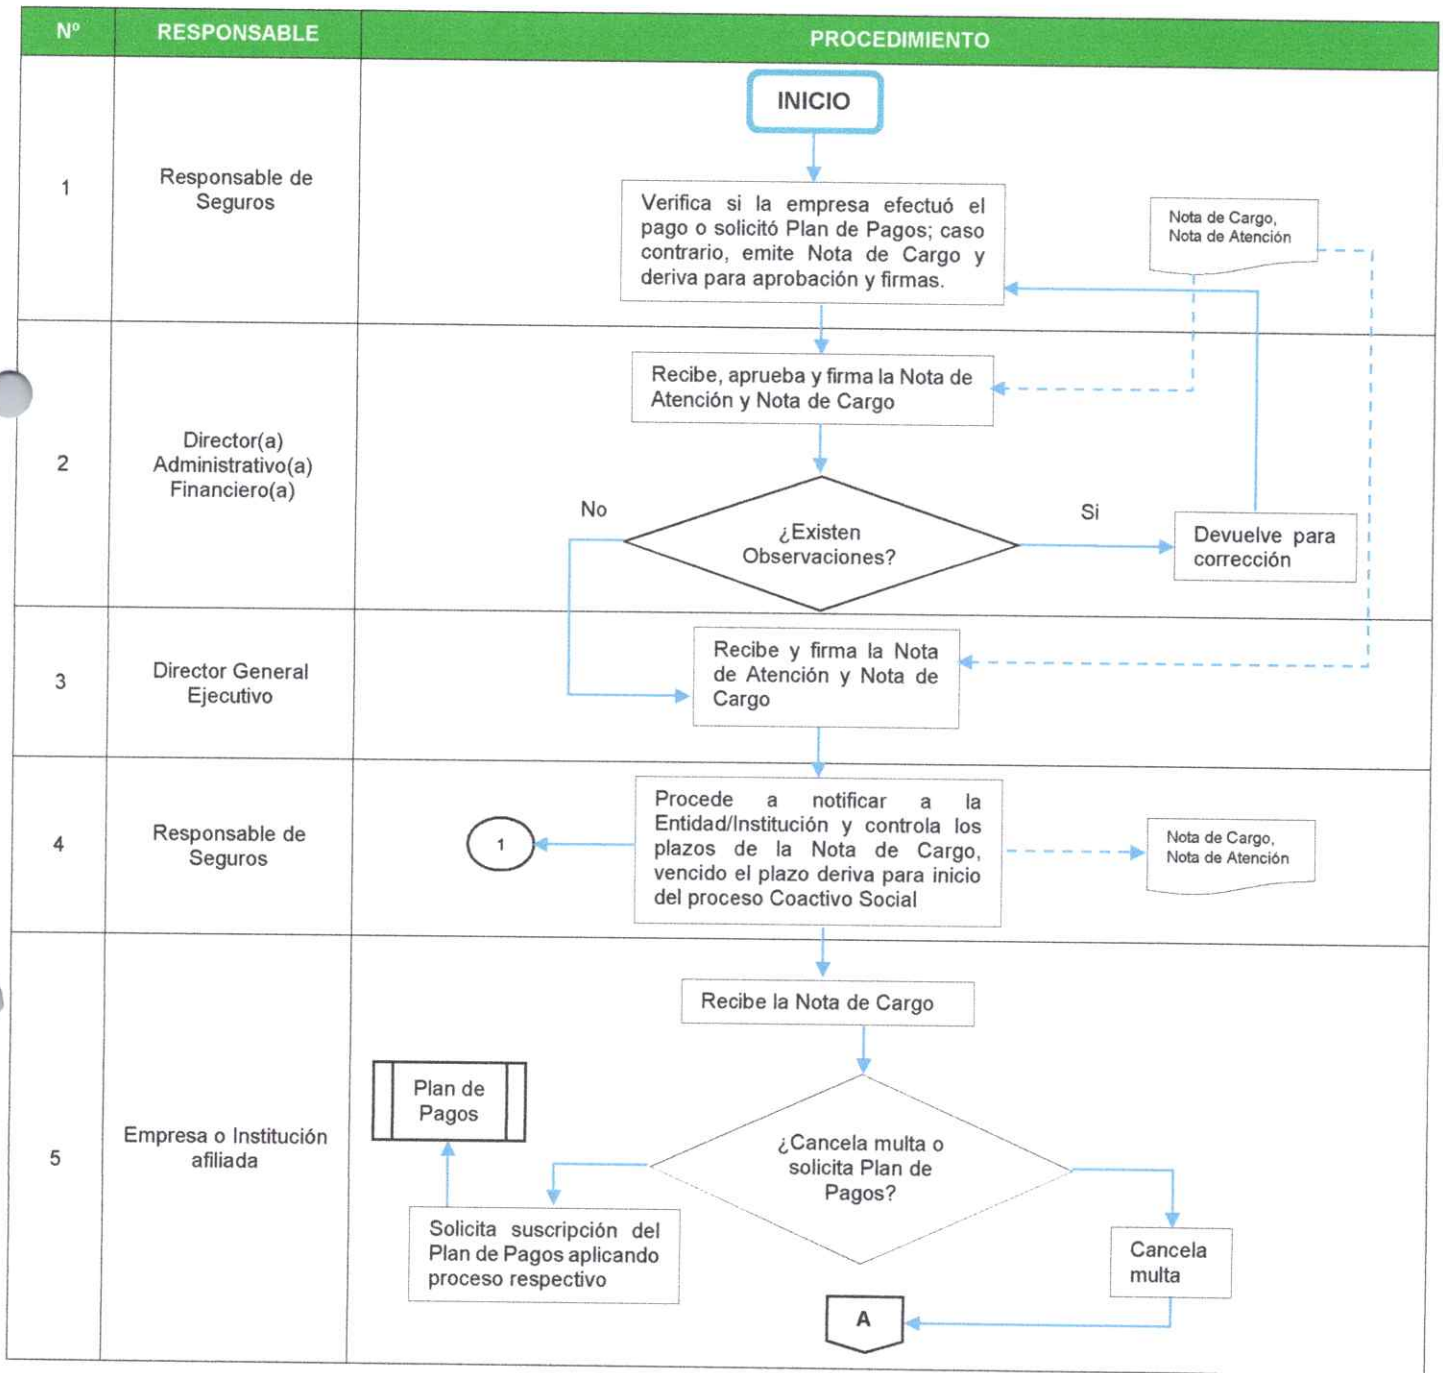 Nº RESPONSABLE PROCEDIMIENTO
INICIO
1
Responsable de
Seguros
Verifica si la empresa efectuó el
pago o solicitó Plan de Pagos; caso
contrario, emite Nota de Cargo y
deriva para aprobación y firmas.
Nota de Cargo,
Nota de Atención
2
Director(a)
Administrativo(a)
Financiero(a)
Recibe, aprueba y firma la Nota de
Atención y Nota de Cargo
No
¿Existen
Observaciones?
Si
Devuelve para
corrección
3
Director General
Ejecutivo
Recibe y firma la Nota
de Atención y Nota de
Cargo
4
Responsable de
Seguros
1
Procede a notificar a la
Entidad/Institución y controla los
plazos de la Nota de Cargo,
vencido el plazo deriva para inicio
del proceso Coactivo Social
Nota de Cargo,
Nota de Atención
5
Empresa o Institución
afiliada
Recibe la Nota de Cargo
Plan de
Pagos
¿Cancela multa o
solicita Plan de
Pagos?
Solicita suscripción del
Plan de Pagos aplicando
proceso respectivo
Cancela
multa
A